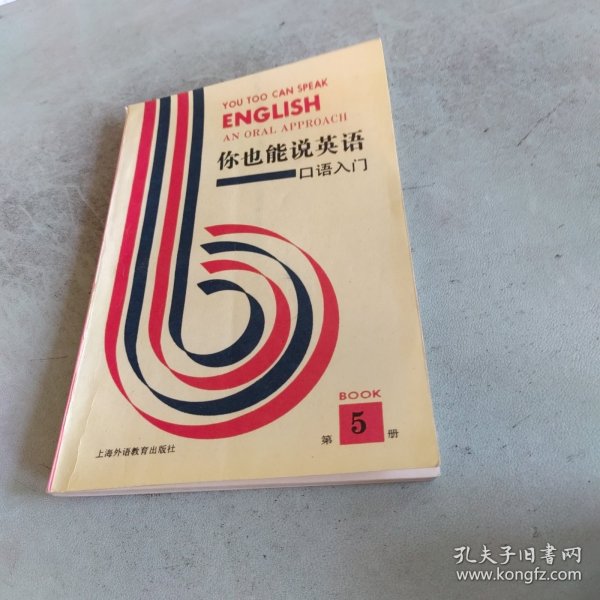 YOU TOO CAN SPEAK
ENGLISH
AN ORAL APPROACH
你也能说英语
——口语入门
BOOK
第 5 册
上海外语教育出版社
孔夫子旧书网
www.kongfz.com